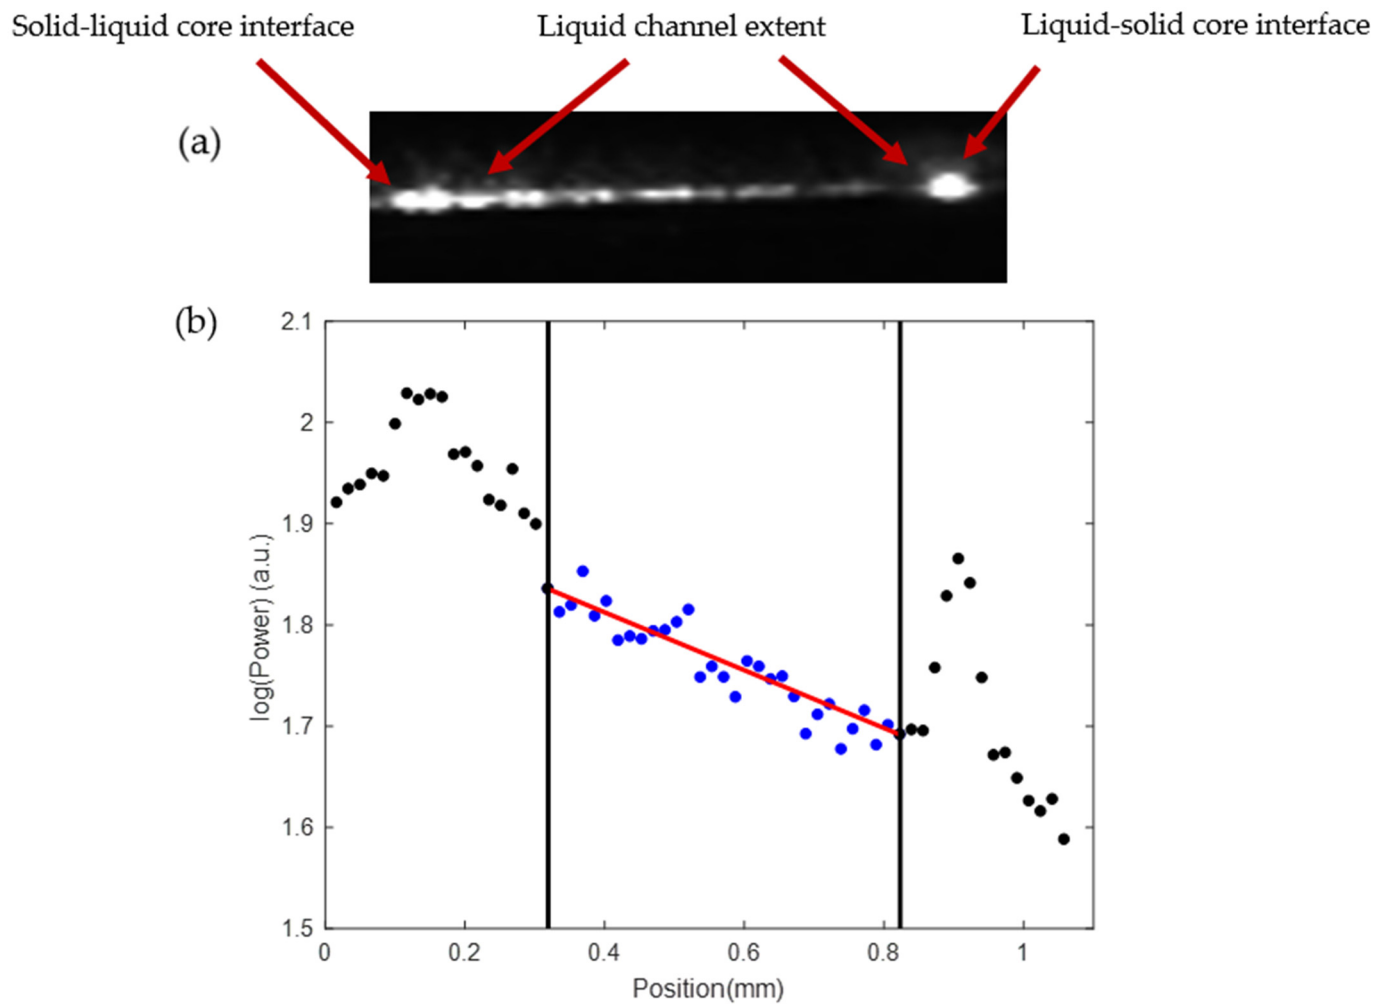 Solid-liquid core interface
Liquid channel extent
Liquid-solid core interface
(a)
(b)
2.1
2
1.9
1.8
1.7
1.6
1.5
log(Power) (a.u.)
0
0.2
0.4
0.6
0.8
1
Position(mm)